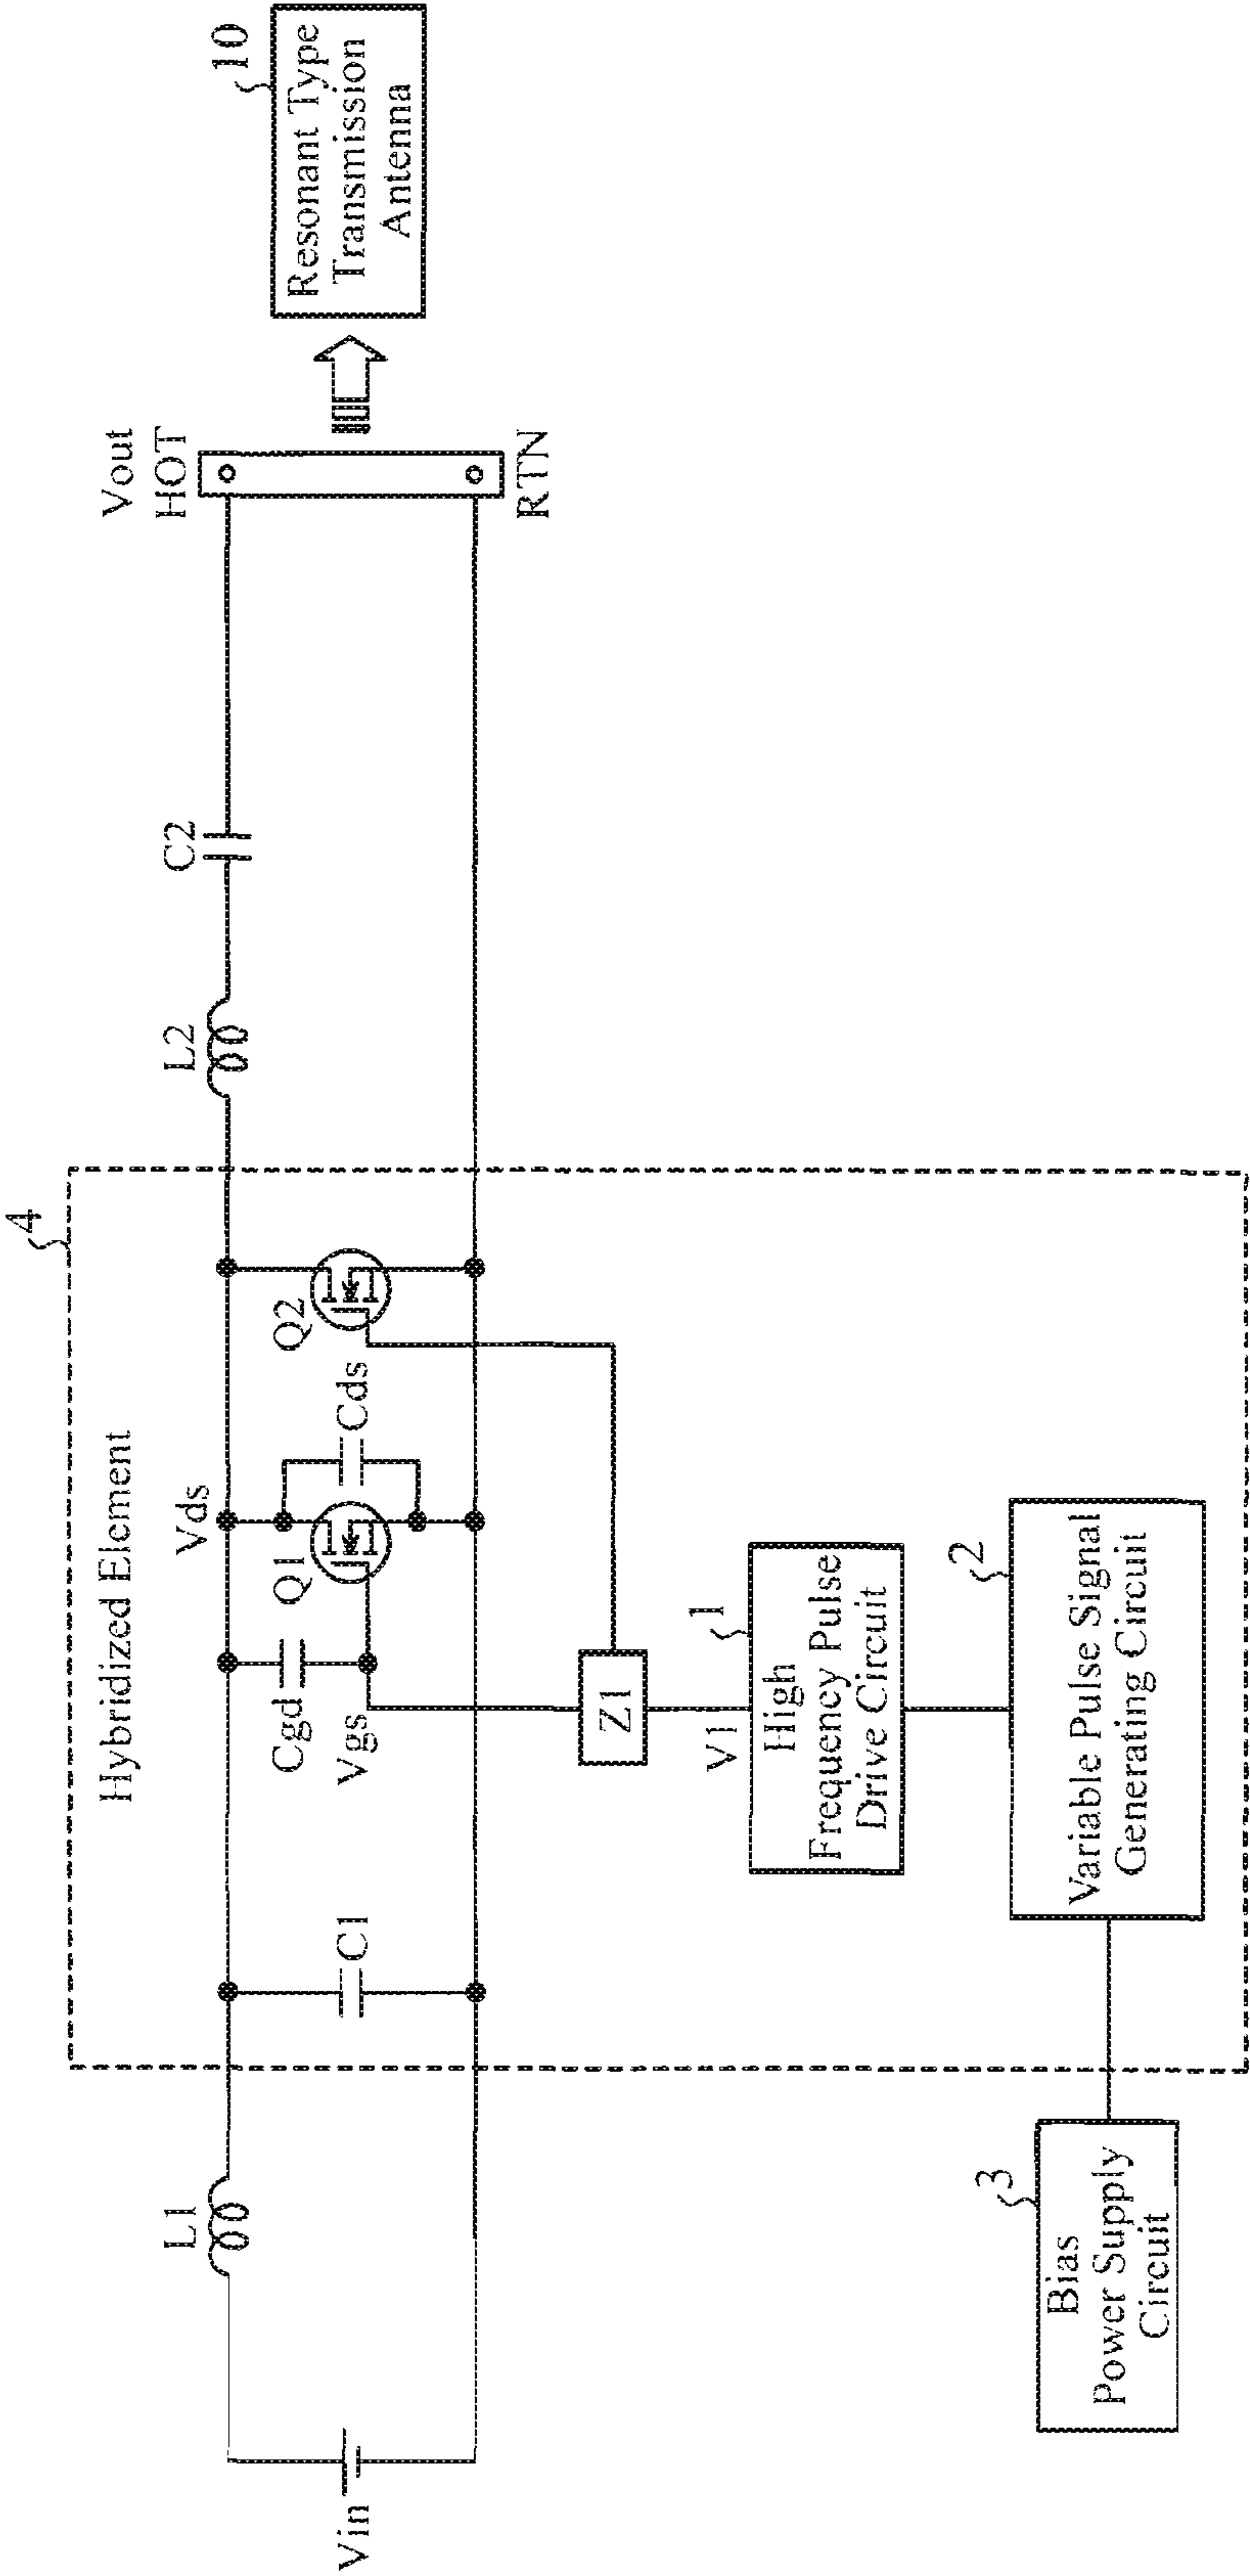 4
Hybridized Element
Vin
L1
C1
Cgd
Vgs
Vds
Q1
Cds
Q2
L2
C2
Vout
HOT
RTN
10
Resonant Type
Transmission
Antenna
Z1
V1
1
High
Frequency Pulse
Drive Circuit
2
Variable Pulse Signal
Generating Circuit
3
Bias
Power Supply
Circuit